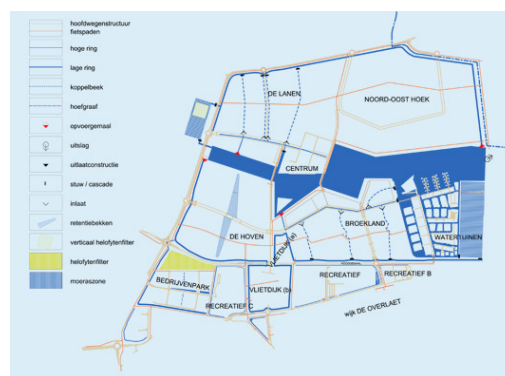 hoofdwegenstructuur
fietspaden
hoge ring
lage ring
koppelbeek
hoefgraaf
opvoergemaal
uitslag
uitlaatconstructie
stuw / cascade
inlaat
retentiebekken
verticaal helofytenfilter
helofytenfilter
moeraszone
DE LANEN
NOORD-OOST HOEK
CENTRUM
BROEKLAND
DE HOVEN
WATERTUINEN
VLIETDIJK (a)
BEDRIJVENPARK
RECREATIEF
RECREATIEF B
VLIETDIJK (b)
RECREATIEF C
wijk DE OVERLAET